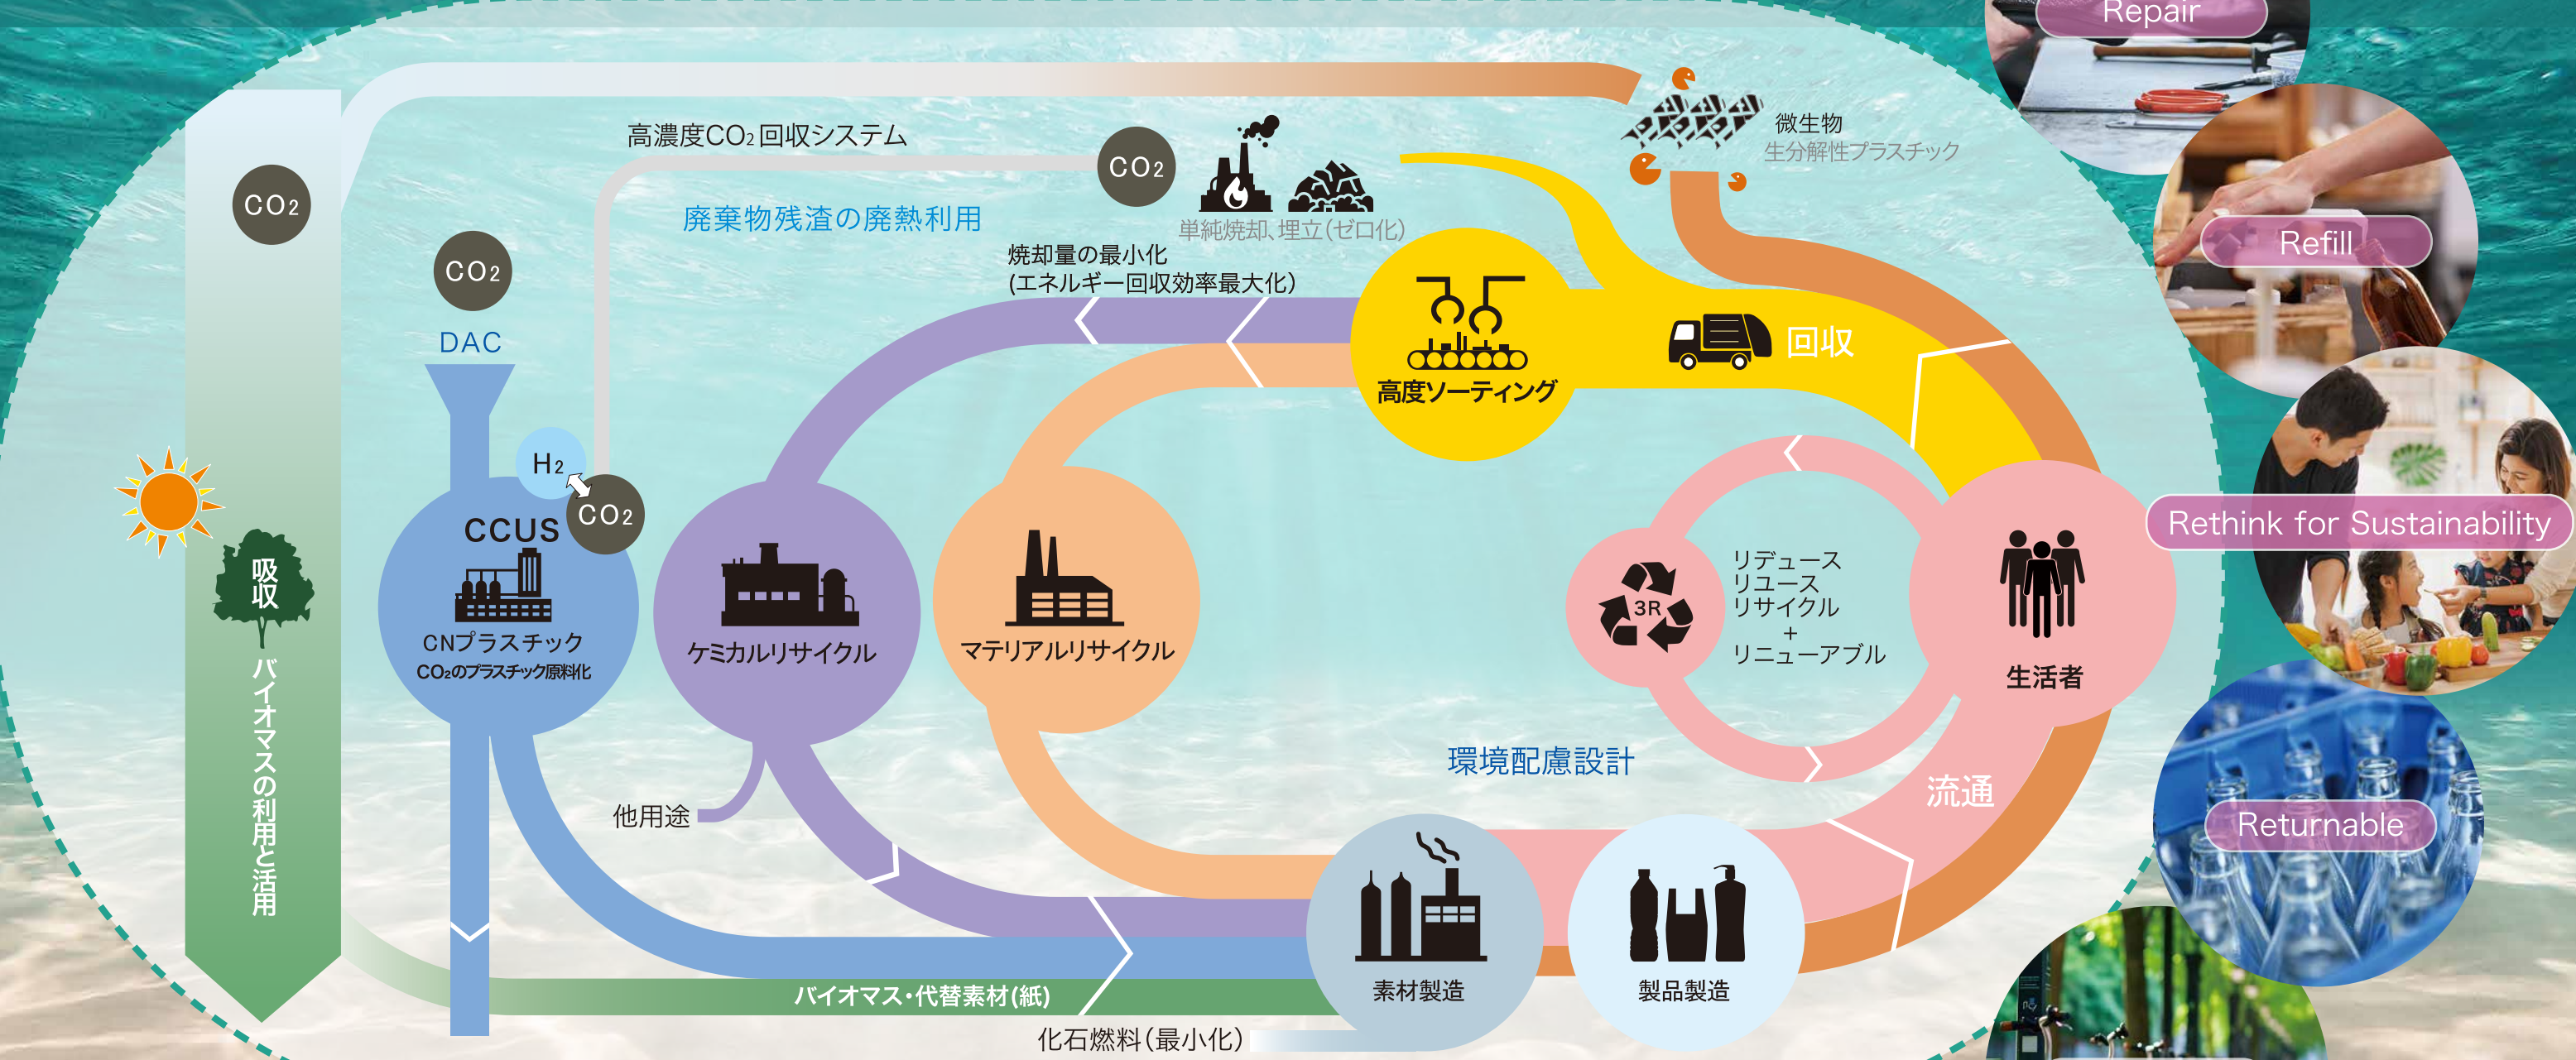 Repair
CO2
高濃度CO2回収システム
CO2
微生物
生分解性プラスチック
廃棄物残渣の廃熱利用
単純焼却、埋立(ゼロ化)
焼却量の最小化
(エネルギー回収効率最大化)
CO2
DAC
Refill
高度ソーティング
回収
H2
CO2
CCUS
CNプラスチック
CO2のプラスチック原料化
ケミカルリサイクル
マテリアルリサイクル
3R
リデュース
リユース
リサイクル
+
リニューアブル
生活者
Rethink for Sustainability
吸収
バイオマスの利用と活用
他用途
環境配慮設計
流通
Returnable
素材製造
製品製造
バイオマス・代替素材(紙)
化石燃料(最小化)